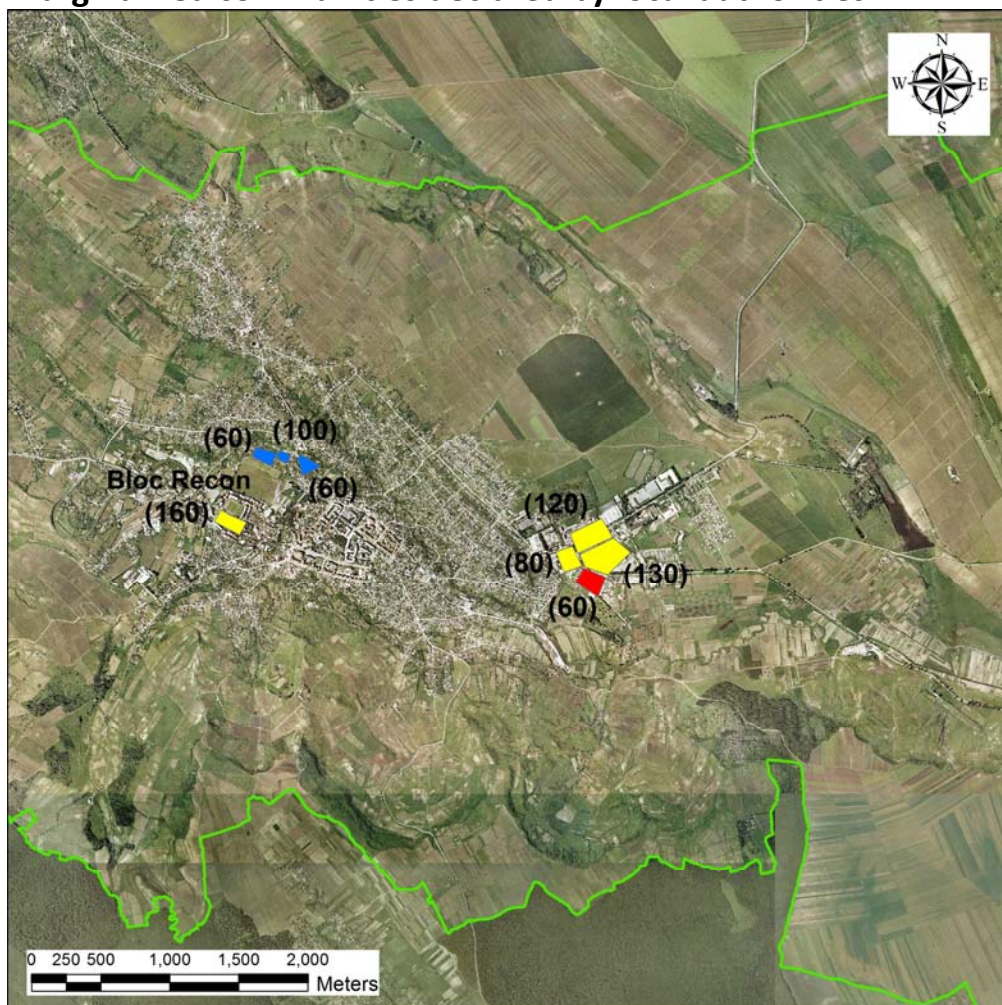 N
W E
S
(60)
(100)
Bloc Recon
(60)
(160)
(120)
(80)
(130)
(60)
0 250 500 1,000 1,500 2,000
Meters